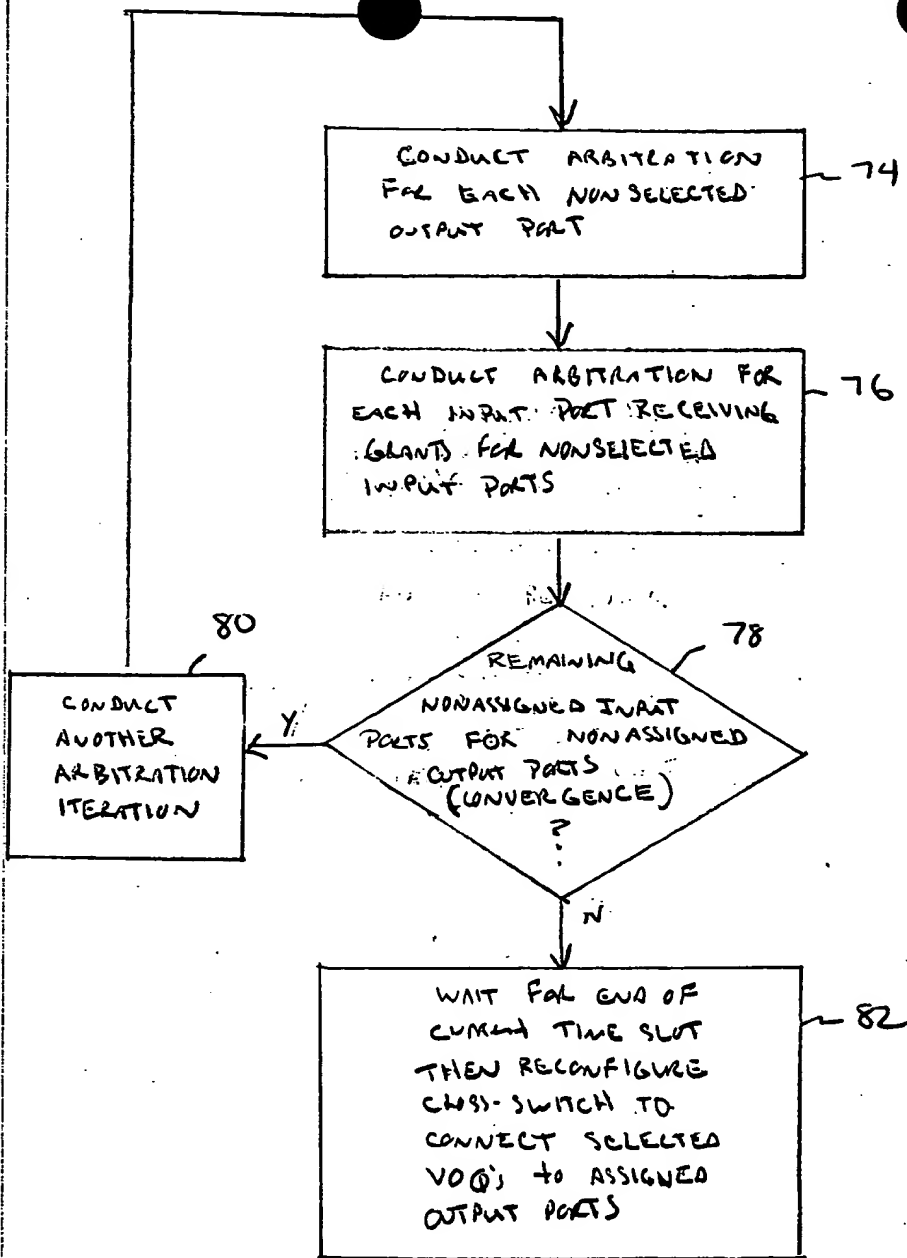 CONDUCT ARBITRATION
FOR EACH NONSELECTED
OUTPUT PORT
74
CONDUCT ARBITRATION FOR
EACH INPUT PORT RECEIVING
GRANTS FOR NONSELECTED
INPUT PORTS
76
80
78
REMAINING
NONASSIGNED INPUT
PORTS FOR NONASSIGNED
OUTPUT PORTS
(CONVERGENCE)
?
Y
CONDUCT
ANOTHER
ARBITRATION
ITERATION
N
WAIT FOR END OF
CURRENT TIME SLOT
THEN RECONFIGURE
CROSS-SWITCH TO
CONNECT SELECTED
VOQ's to ASSIGNED
OUTPUT PORTS
82